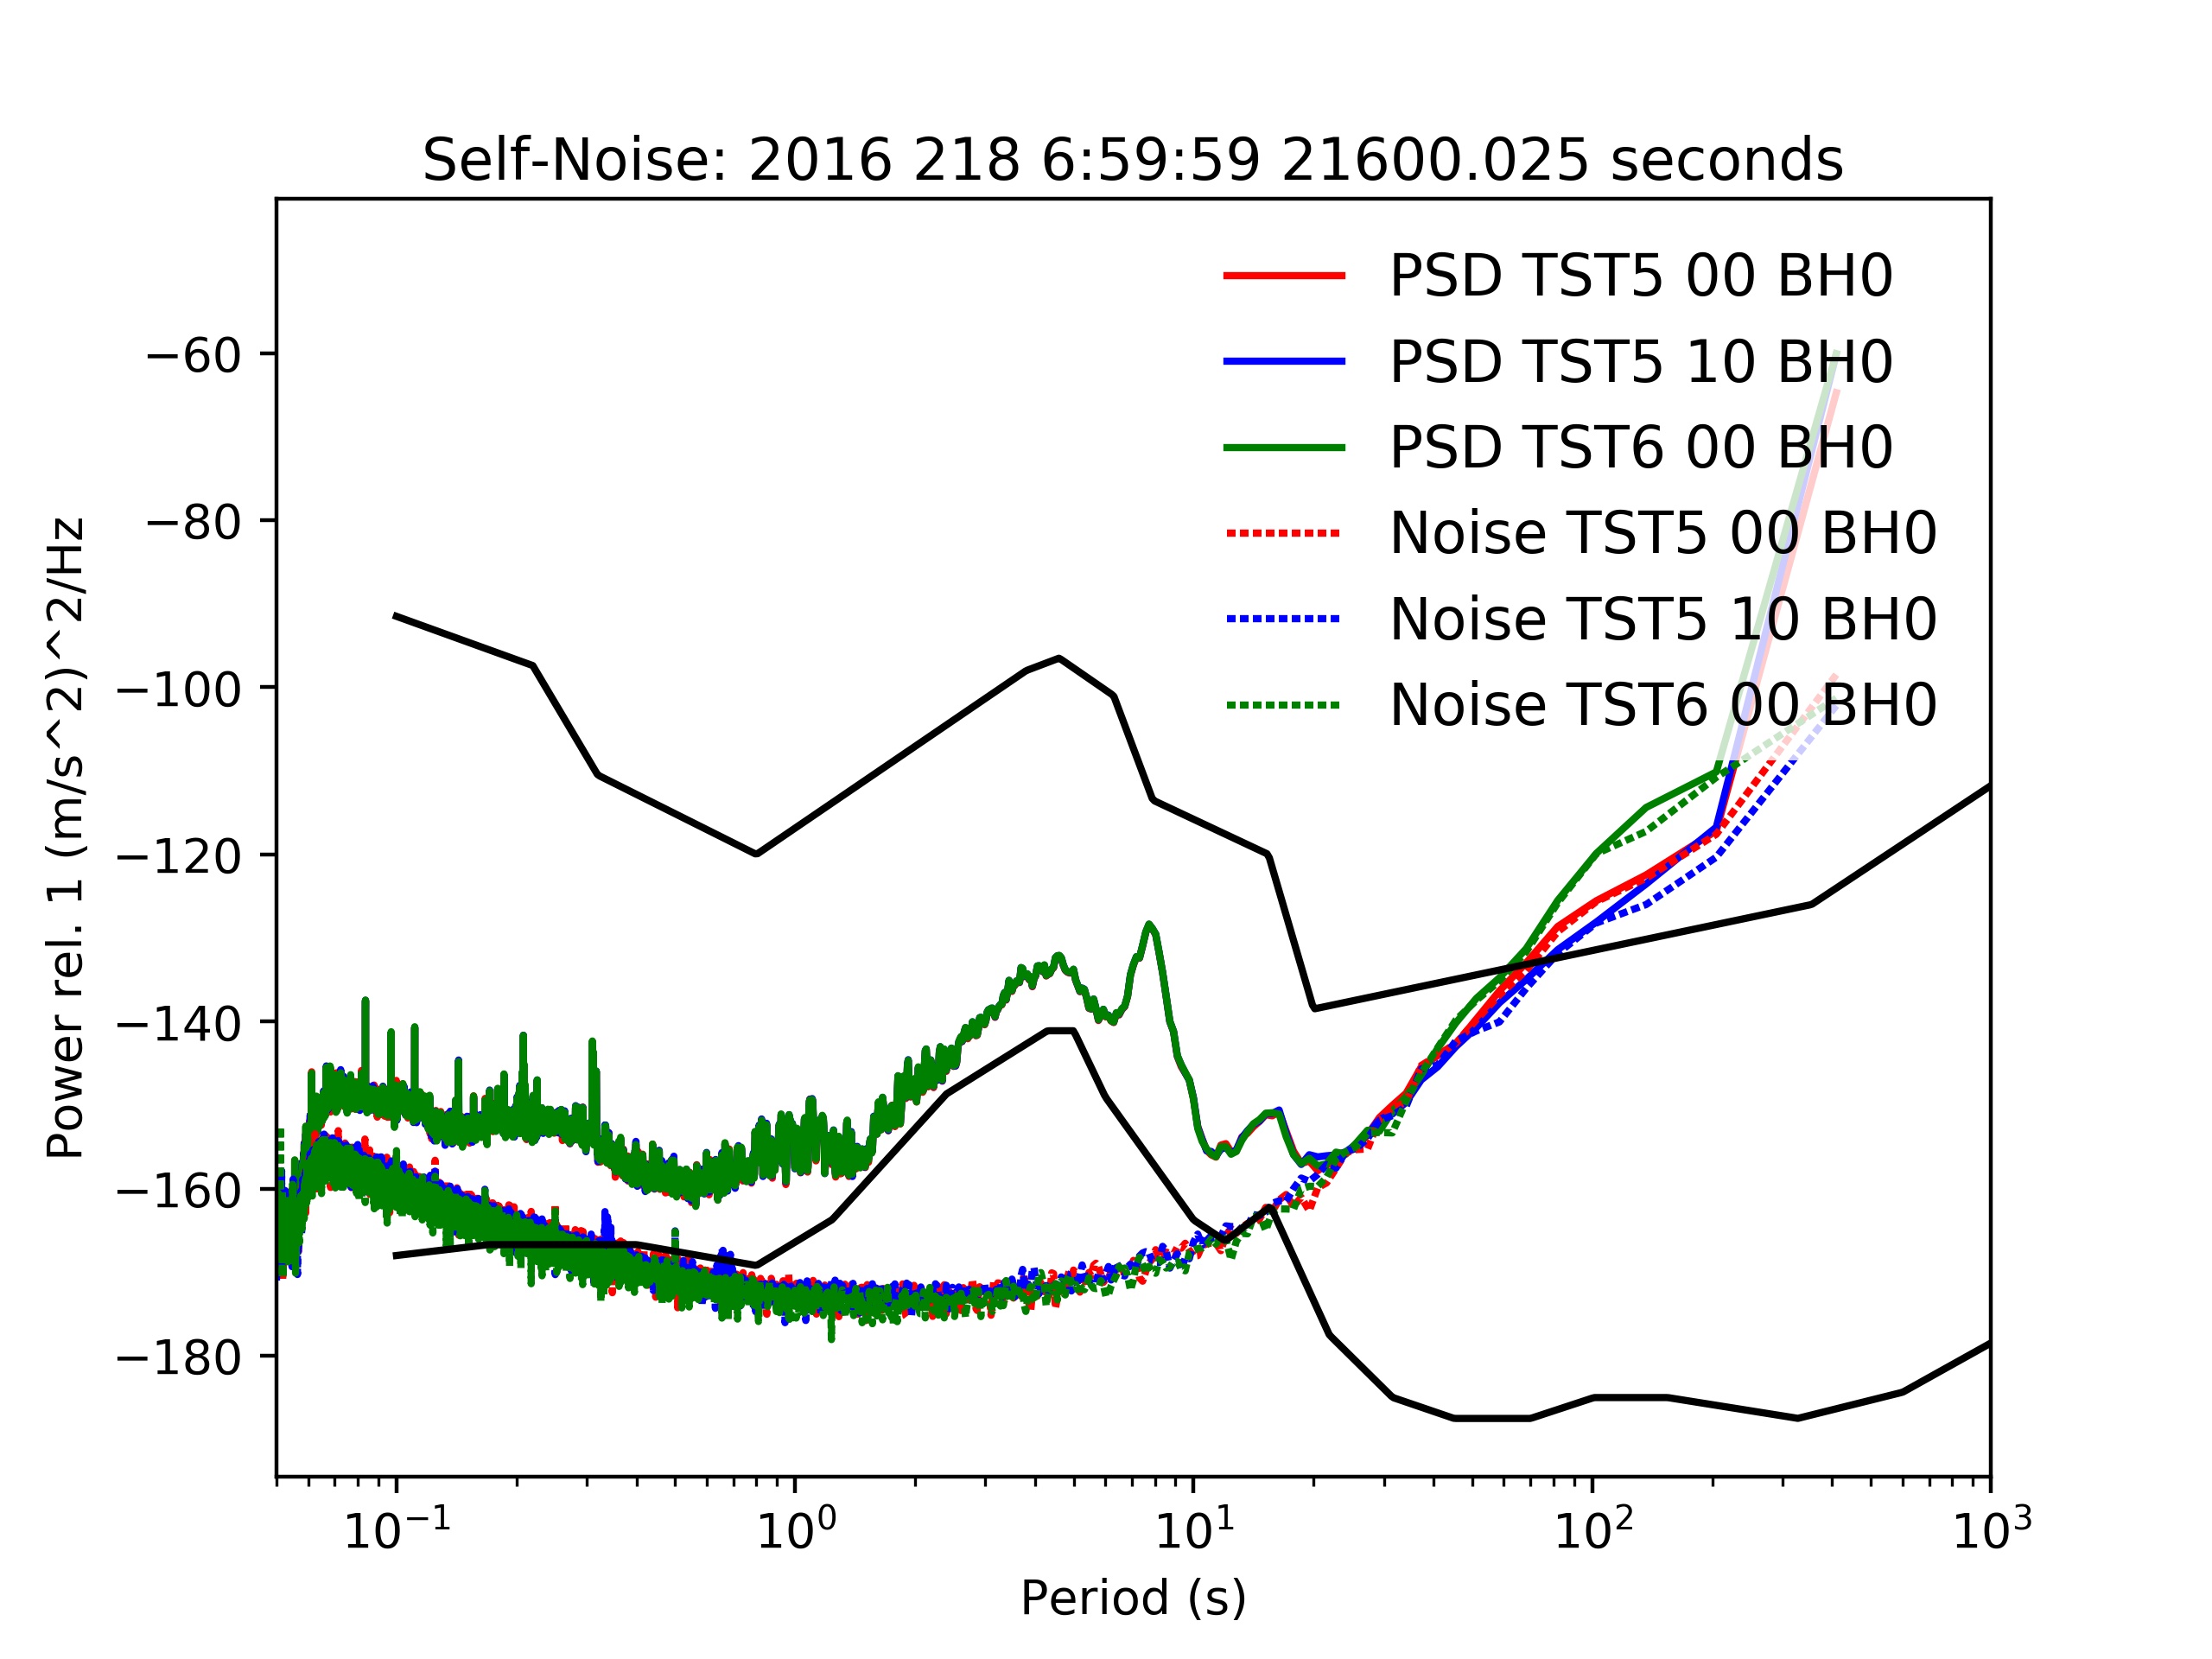 Self-Noise: 2016 218 6:59:59 21600.025 seconds
PSD TST5 00 BH0
PSD TST5 10 BH0
PSD TST6 00 BH0
Noise TST5 00 BH0
Noise TST5 10 BH0
Noise TST6 00 BH0
Power rel. 1 (m/s^2)^2/Hz
−60
−80
−100
−120
−140
−160
−180
10⁻¹ 10⁰ 10¹ 10² 10³
Period (s)